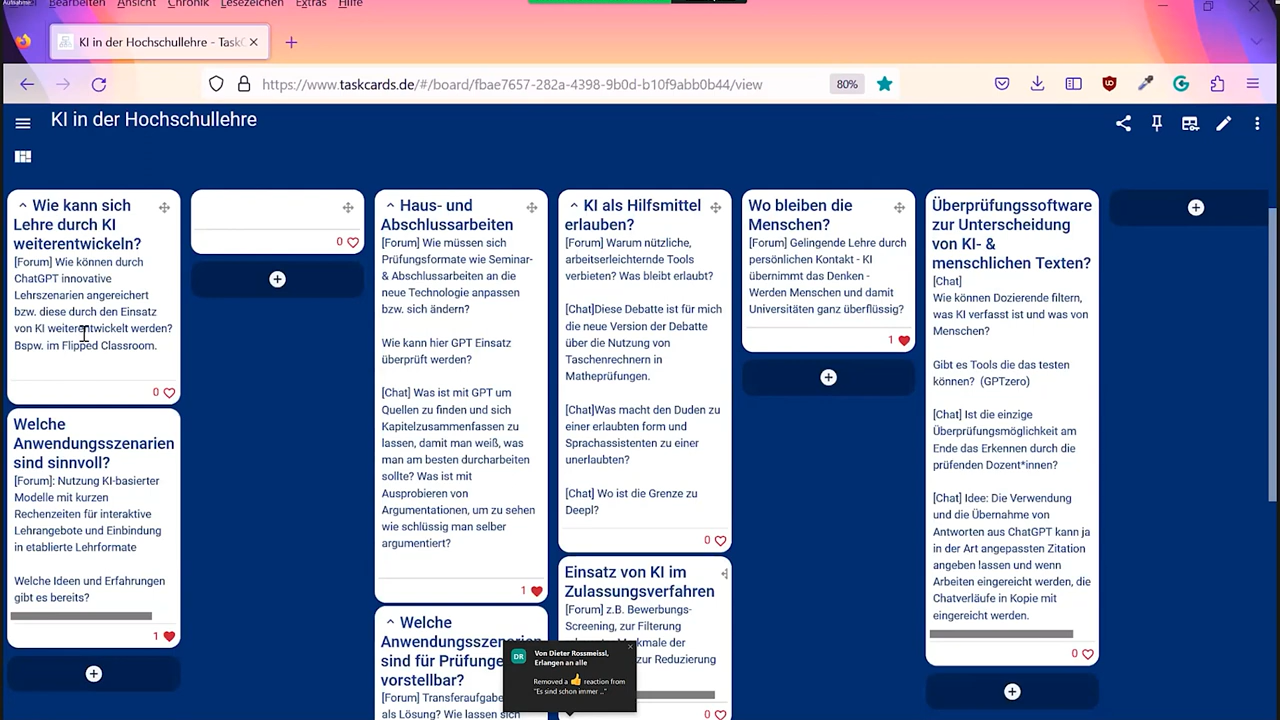 Aufnahme
Bearbeiten Ansicht Chronik Lesezeichen Extras Hilfe
KI in der Hochschullehre - TaskC
https://www.taskcards.de/#/board/fbae7657-282a-4398-9b0d-b10f9abb0b44/view
80%
KI in der Hochschullehre
Wie kann sich
Lehre durch KI
weiterentwickeln?
[Forum] Wie können durch
ChatGPT innovative
Lehrszenarien angereichert
bzw. diese durch den Einsatz
von KI weiterentwickelt werden?
Bspw. im Flipped Classroom.
0
Welche
Anwendungsszenarien
sind sinnvoll?
[Forum]: Nutzung KI-basierter
Modelle mit kurzen
Rechenzeiten für interaktive
Lehrangebote und Einbindung
in etablierte Lehrformate
Welche Ideen und Erfahrungen
gibt es bereits?
1
0
Haus- und
Abschlussarbeiten
[Forum] Wie müssen sich
Prüfungsformate wie Seminar-
& Abschlussarbeiten an die
neue Technologie anpassen
bzw. sich ändern?
Wie kann hier GPT Einsatz
überprüft werden?
[Chat] Was ist mit GPT um
Quellen zu finden und sich
Kapitelzusammenfassen zu
lassen, damit man weiß, was
man am besten durcharbeiten
sollte? Was ist mit
Ausprobieren von
Argumentationen, um zu sehen
wie schlüssig man selber
argumentiert?
1
Welche
Anwendungsszenarien
sind für Prüfunge
vorstellbar?
[Forum] Transferaufgabe
als Lösung? Wie lassen sich
KI als Hilfsmittel
erlauben?
[Forum] Warum nützliche,
arbeitserleichternde Tools
verbieten? Was bleibt erlaubt?
[Chat]Diese Debatte ist für mich
die neue Version der Debatte
über die Nutzung von
Taschenrechnern in
Matheprüfungen.
[Chat]Was macht den Duden zu
einer erlaubten form und
Sprachassistenten zu einer
unerlaubten?
[Chat] Wo ist die Grenze zu
Deepl?
0
Einsatz von KI im
Zulassungsverfahren
[Forum] z.B. Bewerbungs-
Screening, zur Filterung
kmale der
zur Reduzierung
0
Von Dieter Rossmeissl,
Erlangen an alle
DR
Removed a 👍 reaction from
"Es sind schon immer ..."
Wo bleiben die
Menschen?
[Forum] Gelingende Lehre durch
persönlichen Kontakt - KI
übernimmt das Denken -
Werden Menschen und damit
Universitäten ganz überflüssig?
1
Überprüfungssoftware
zur Unterscheidung
von KI- &
menschlichen Texten?
[Chat]
Wie können Dozierende filtern,
was KI verfasst ist und was von
Menschen?
Gibt es Tools die das testen
können? (GPTzero)
[Chat] Ist die einzige
Überprüfungsmöglichkeit am
Ende das Erkennen durch die
prüfenden Dozent*innen?
[Chat] Idee: Die Verwendung
und die Übernahme von
Antworten aus ChatGPT kann ja
in der Art angepassten Zitation
angeben lassen und wenn
Arbeiten eingereicht werden, die
Chatverläufe in Kopie mit
eingereicht werden.
0